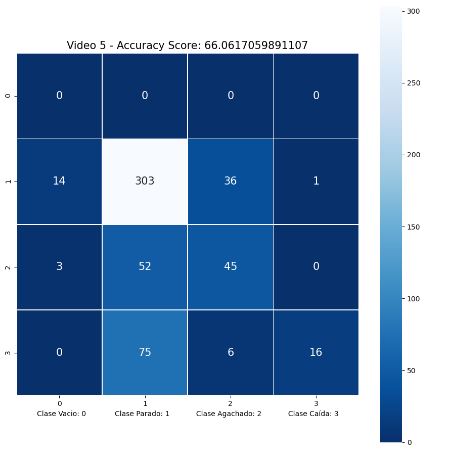 Video 5 - Accuracy Score: 66.0617059891107
300
250
200
150
100
50
0
0
0 0 0 0
1
14 303 36 1
2
3 52 45 0
3
0 75 6 16
0 1 2 3
Clase Vacio: 0 Clase Parado: 1 Clase Agachado: 2 Clase Caída: 3